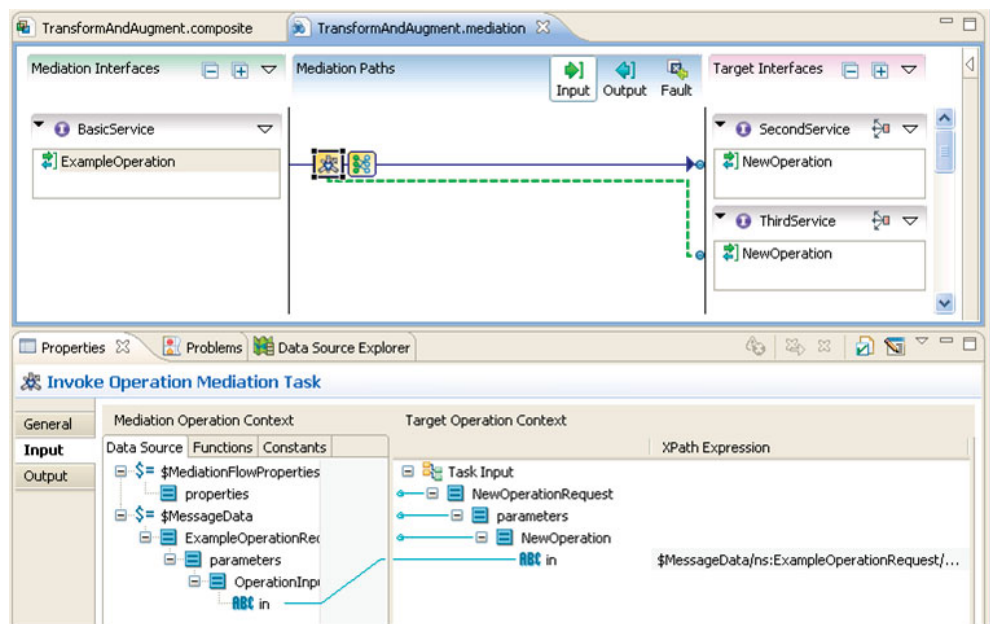 TransformAndAugment.composite
TransformAndAugment.mediation
Mediation Interfaces
Mediation Paths
Input
Output
Fault
Target Interfaces
BasicService
ExampleOperation
SecondService
NewOperation
ThirdService
NewOperation
Properties
Problems
Data Source Explorer
Invoke Operation Mediation Task
General
Input
Output
Mediation Operation Context
Data Source
Functions
Constants
$= $MediationFlowProperties
properties
$= $MessageData
ExampleOperationRec
parameters
OperationInpu
ABC in
Target Operation Context
XPath Expression
Task Input
NewOperationRequest
parameters
NewOperation
ABC in
$MessageData/ns:ExampleOperationRequest/...